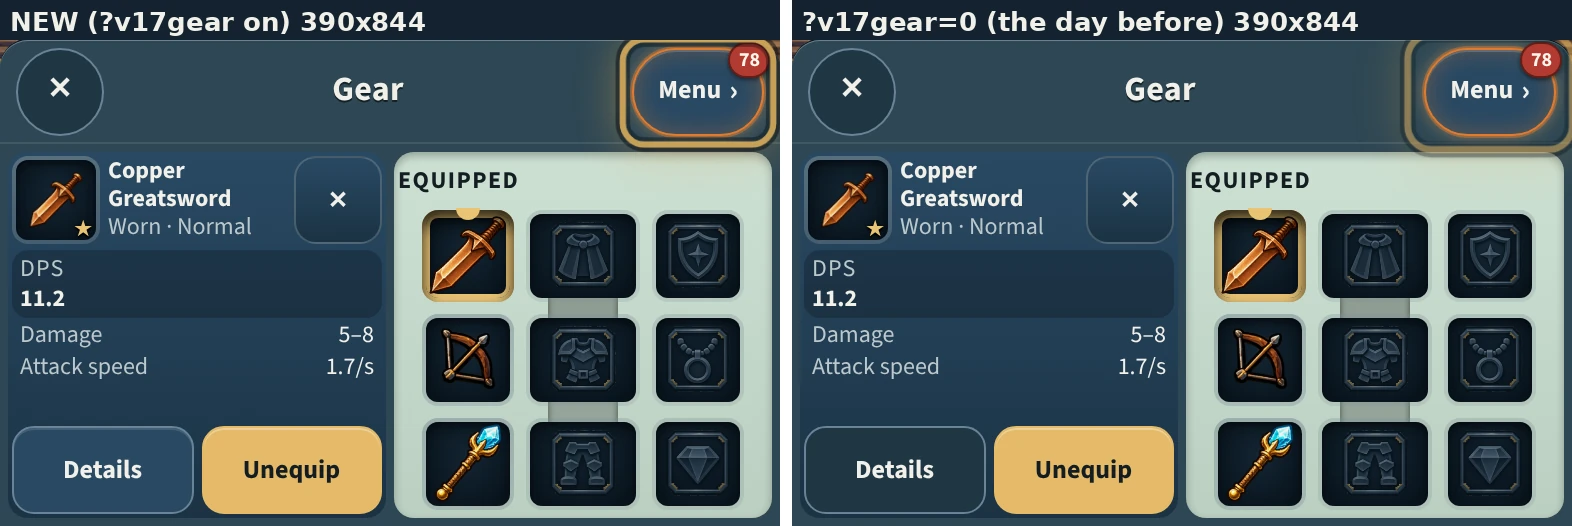 NEW (?v17gear on) 390x844
×
Gear
Menu ›
78
Copper
Greatsword
Worn · Normal
×
DPS
11.2
Damage 5–8
Attack speed 1.7/s
Details
Unequip
EQUIPPED
?v17gear=0 (the day before) 390x844
×
Gear
Menu ›
78
Copper
Greatsword
Worn · Normal
×
DPS
11.2
Damage 5–8
Attack speed 1.7/s
Details
Unequip
EQUIPPED